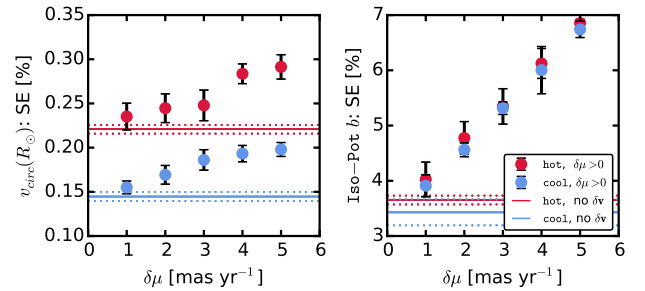 0.35
0.30
0.25
0.20
0.15
0.10
v_circ(R_☉): SE [%]
0 1 2 3 4 5 6
δμ [mas yr⁻¹]
7
6
5
4
3
Iso-Pot b: SE [%]
hot, δμ>0
cool, δμ>0
hot, no δv
cool, no δv
0 1 2 3 4 5 6
δμ [mas yr⁻¹]